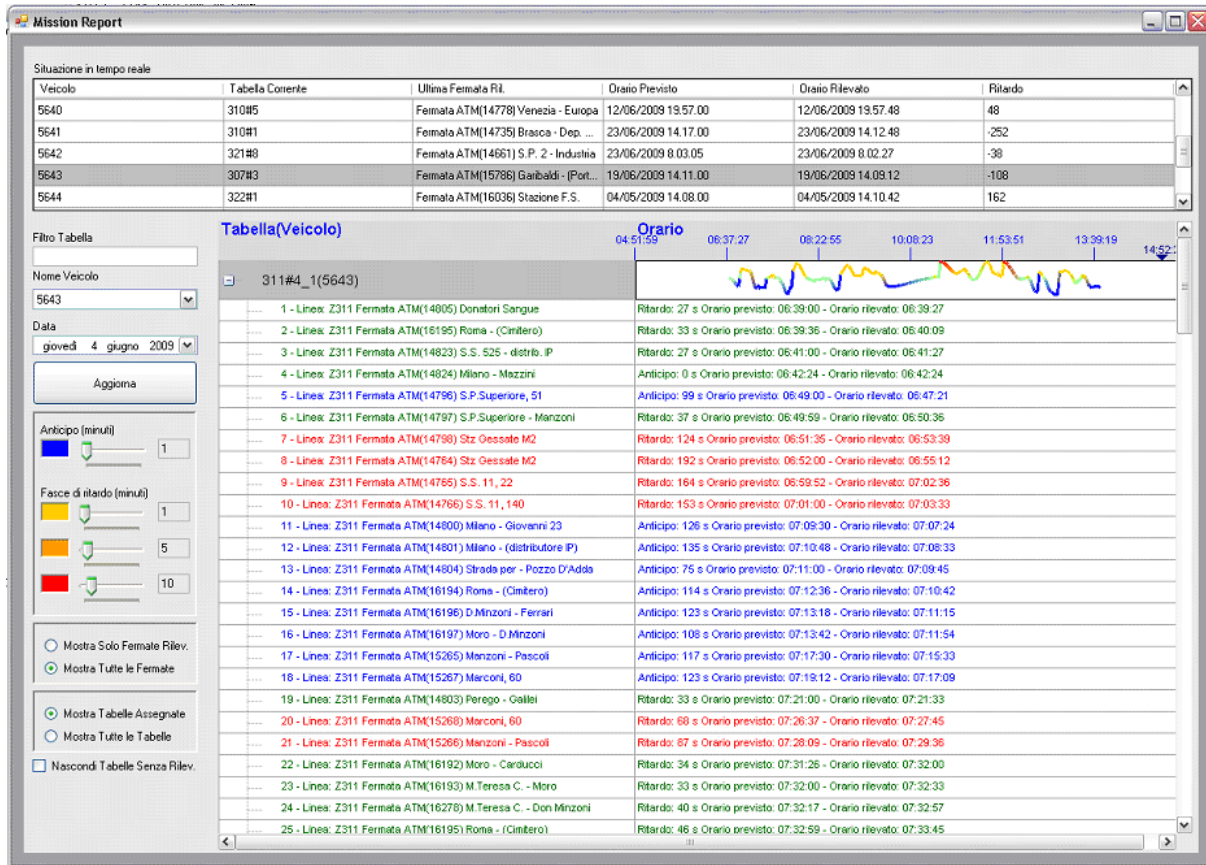 Mission Report
Situazione in tempo reale
Veicolo Tabella Corrente Ultima Fermata Ril. Orario Previsto Orario Rilevato Ritardo
5640 310#5 Fermata ATM(14778) Venezia - Europa 12/06/2009 19.57.00 12/06/2009 19.57.48 48
5641 310#1 Fermata ATM(14735) Brasca - Dep. ... 23/06/2009 14.17.00 23/06/2009 14.12.48 -252
5642 321#8 Fermata ATM(14661) S.P. 2 - Industria 23/06/2009 8.03.05 23/06/2009 8.02.27 -38
5643 307#3 Fermata ATM(15786) Garibaldi - (Port... 19/06/2009 14.11.00 19/06/2009 14.09.12 -108
5644 322#1 Fermata ATM(16036) Stazione F.S. 04/05/2009 14.08.00 04/05/2009 14.10.42 162
Filtro Tabella
Nome Veicolo
5643
Data
giovedì 4 giugno 2009
Aggiorna
Anticipo (minuti)
1
Fasce di ritardo (minuti)
1
5
10
Mostra Solo Fermate Rilev.
Mostra Tutte le Fermate
Mostra Tabelle Assegnate
Mostra Tutte le Tabelle
Nascondi Tabelle Senza Rilev.
Tabella(Veicolo) Orario
04:51:59 06:37:27 08:22:55 10:08:23 11:53:51 13:39:19 14:52:
311#4_1(5643)
1 - Linea: Z311 Fermata ATM(14805) Donatori Sangue Ritardo: 27 s Orario previsto: 06:39:00 - Orario rilevato: 06:39:27
2 - Linea: Z311 Fermata ATM(16195) Roma - (Cimitero) Ritardo: 33 s Orario previsto: 06:39:36 - Orario rilevato: 06:40:09
3 - Linea: Z311 Fermata ATM(14823) S.S. 525 - distrib. IP Ritardo: 27 s Orario previsto: 06:41:00 - Orario rilevato: 06:41:27
4 - Linea: Z311 Fermata ATM(14824) Milano - Mazzini Anticipo: 0 s Orario previsto: 06:42:24 - Orario rilevato: 06:42:24
5 - Linea: Z311 Fermata ATM(14796) S.P.Superiore, 51 Anticipo: 99 s Orario previsto: 06:49:00 - Orario rilevato: 06:47:21
6 - Linea: Z311 Fermata ATM(14797) S.P.Superiore - Manzoni Ritardo: 37 s Orario previsto: 06:49:59 - Orario rilevato: 06:50:36
7 - Linea: Z311 Fermata ATM(14798) Stz Gessate M2 Ritardo: 124 s Orario previsto: 06:51:35 - Orario rilevato: 06:53:39
8 - Linea: Z311 Fermata ATM(14764) Stz Gessate M2 Ritardo: 192 s Orario previsto: 06:52:00 - Orario rilevato: 06:55:12
9 - Linea: Z311 Fermata ATM(14765) S.S. 11, 22 Ritardo: 164 s Orario previsto: 06:59:52 - Orario rilevato: 07:02:36
10 - Linea: Z311 Fermata ATM(14766) S.S. 11, 140 Ritardo: 153 s Orario previsto: 07:01:00 - Orario rilevato: 07:03:33
11 - Linea: Z311 Fermata ATM(14800) Milano - Giovanni 23 Anticipo: 126 s Orario previsto: 07:09:30 - Orario rilevato: 07:07:24
12 - Linea: Z311 Fermata ATM(14801) Milano - (distributore IP) Anticipo: 135 s Orario previsto: 07:10:48 - Orario rilevato: 07:08:33
13 - Linea: Z311 Fermata ATM(14804) Strada per - Pozzo D'Adda Anticipo: 75 s Orario previsto: 07:11:00 - Orario rilevato: 07:09:45
14 - Linea: Z311 Fermata ATM(16194) Roma - (Cimitero) Anticipo: 114 s Orario previsto: 07:12:36 - Orario rilevato: 07:10:42
15 - Linea: Z311 Fermata ATM(16196) D.Minzoni - Ferrari Anticipo: 123 s Orario previsto: 07:13:18 - Orario rilevato: 07:11:15
16 - Linea: Z311 Fermata ATM(16197) Moro - D.Minzoni Anticipo: 108 s Orario previsto: 07:13:42 - Orario rilevato: 07:11:54
17 - Linea: Z311 Fermata ATM(15265) Manzoni - Pascoli Anticipo: 117 s Orario previsto: 07:17:30 - Orario rilevato: 07:15:33
18 - Linea: Z311 Fermata ATM(15267) Marconi, 60 Anticipo: 123 s Orario previsto: 07:19:12 - Orario rilevato: 07:17:09
19 - Linea: Z311 Fermata ATM(14803) Perego - Galilei Ritardo: 33 s Orario previsto: 07:21:00 - Orario rilevato: 07:21:33
20 - Linea: Z311 Fermata ATM(15268) Marconi, 60 Ritardo: 68 s Orario previsto: 07:26:37 - Orario rilevato: 07:27:45
21 - Linea: Z311 Fermata ATM(15266) Manzoni - Pascoli Ritardo: 87 s Orario previsto: 07:28:09 - Orario rilevato: 07:29:36
22 - Linea: Z311 Fermata ATM(16192) Moro - Carducci Ritardo: 34 s Orario previsto: 07:31:26 - Orario rilevato: 07:32:00
23 - Linea: Z311 Fermata ATM(16193) M.Teresa C. - Moro Ritardo: 33 s Orario previsto: 07:32:00 - Orario rilevato: 07:32:33
24 - Linea: Z311 Fermata ATM(16278) M.Teresa C. - Don Minzoni Ritardo: 40 s Orario previsto: 07:32:17 - Orario rilevato: 07:32:57
25 - Linea: Z311 Fermata ATM(16195) Roma - (Cimitero) Ritardo: 46 s Orario previsto: 07:32:59 - Orario rilevato: 07:33:45